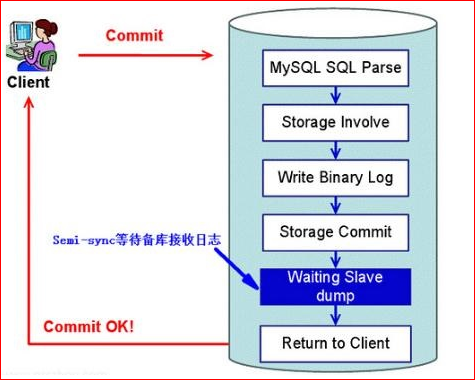 Commit
Client
MySQL SQL Parse
Storage Involve
Write Binary Log
Storage Commit
Semi-sync等待备库接收日志
Waiting Slave
dump
Commit OK!
Return to Client